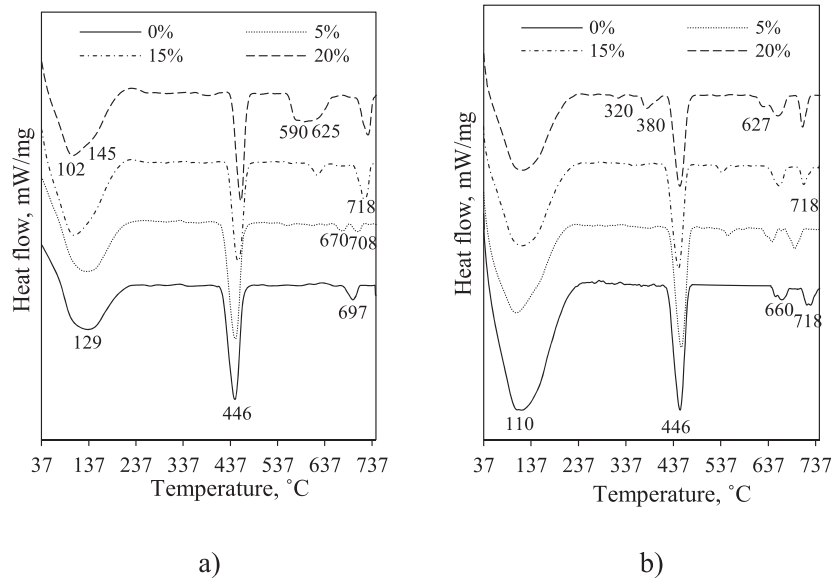 0% 5%
15% 20%
Heat flow, mW/mg
102 145 590 625
718
670 708
697
129
446
37 137 237 337 437 537 637 737
Temperature, ˚C
a)
0% 5%
15% 20%
Heat flow, mW/mg
320 380 627
718
660 718
110
446
37 137 237 337 437 537 637 737
Temperature, ˚C
b)